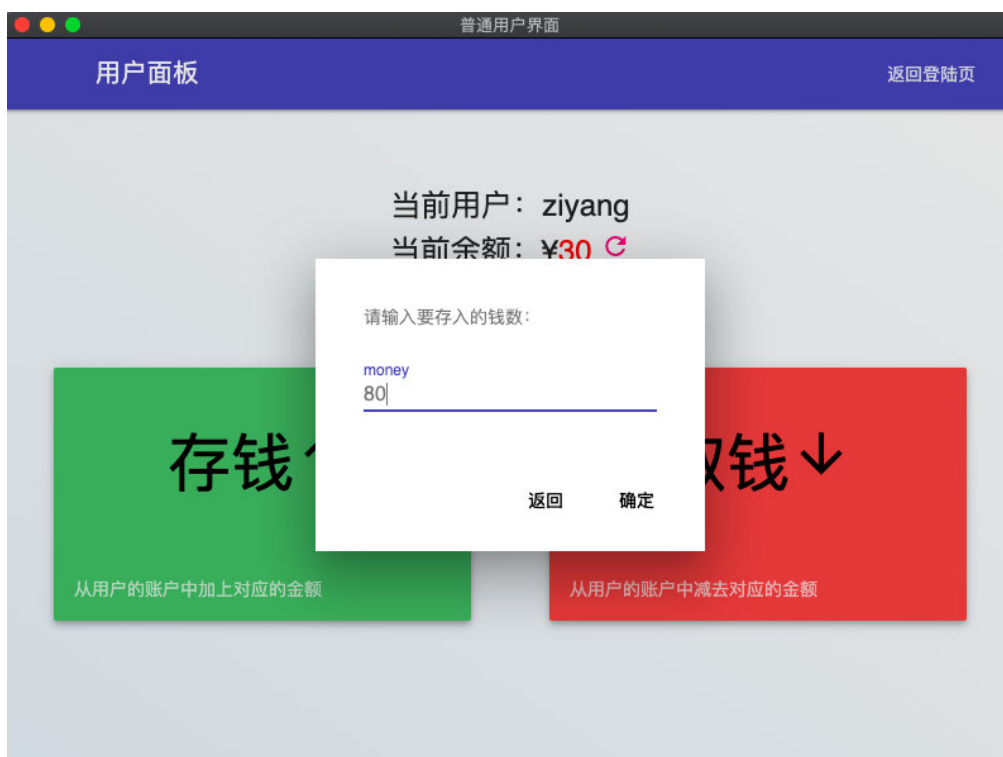 普通用户界面
用户面板
返回登陆页
当前用户：ziyang
当前余额：¥30
请输入要存入的钱数：
money
80
存钱
取钱↓
返回
确定
从用户的账户中加上对应的金额
从用户的账户中减去对应的金额